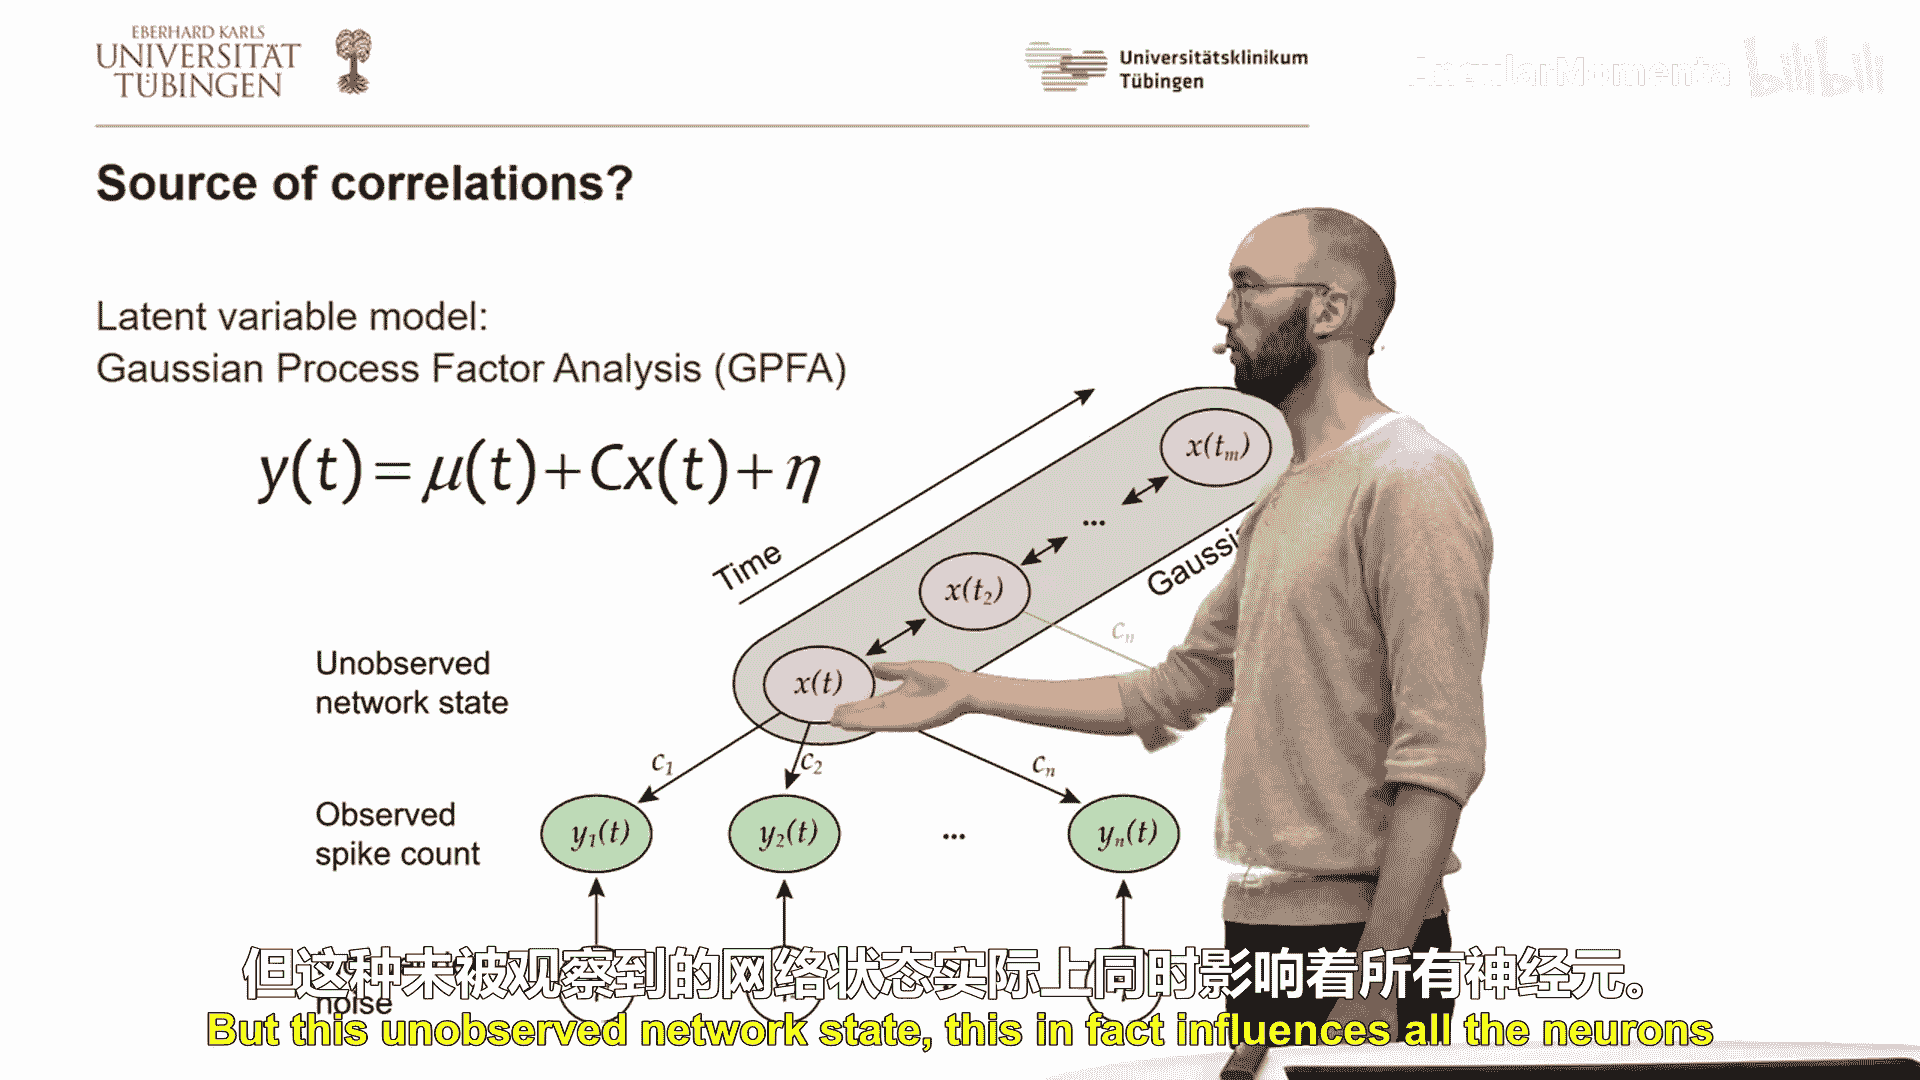 EBERHARD KARLS
UNIVERSITÄT
TÜBINGEN
Universitätsklinikum
Tübingen
AngularMomenta bilibili
Source of correlations?
Latent variable model:
Gaussian Process Factor Analysis (GPFA)
y(t)=μ(t)+Cx(t)+η
Time
x(tₘ)
...
x(t₂)
cₙ
Unobserved
network state
x(t)
c₁
c₂
cₙ
Observed
spike count
y₁(t)
y₂(t)
...
yₙ(t)
noise
但这种未被观察到的网络状态实际上同时影响着所有神经元。
But this unobserved network state, this in fact influences all the neurons